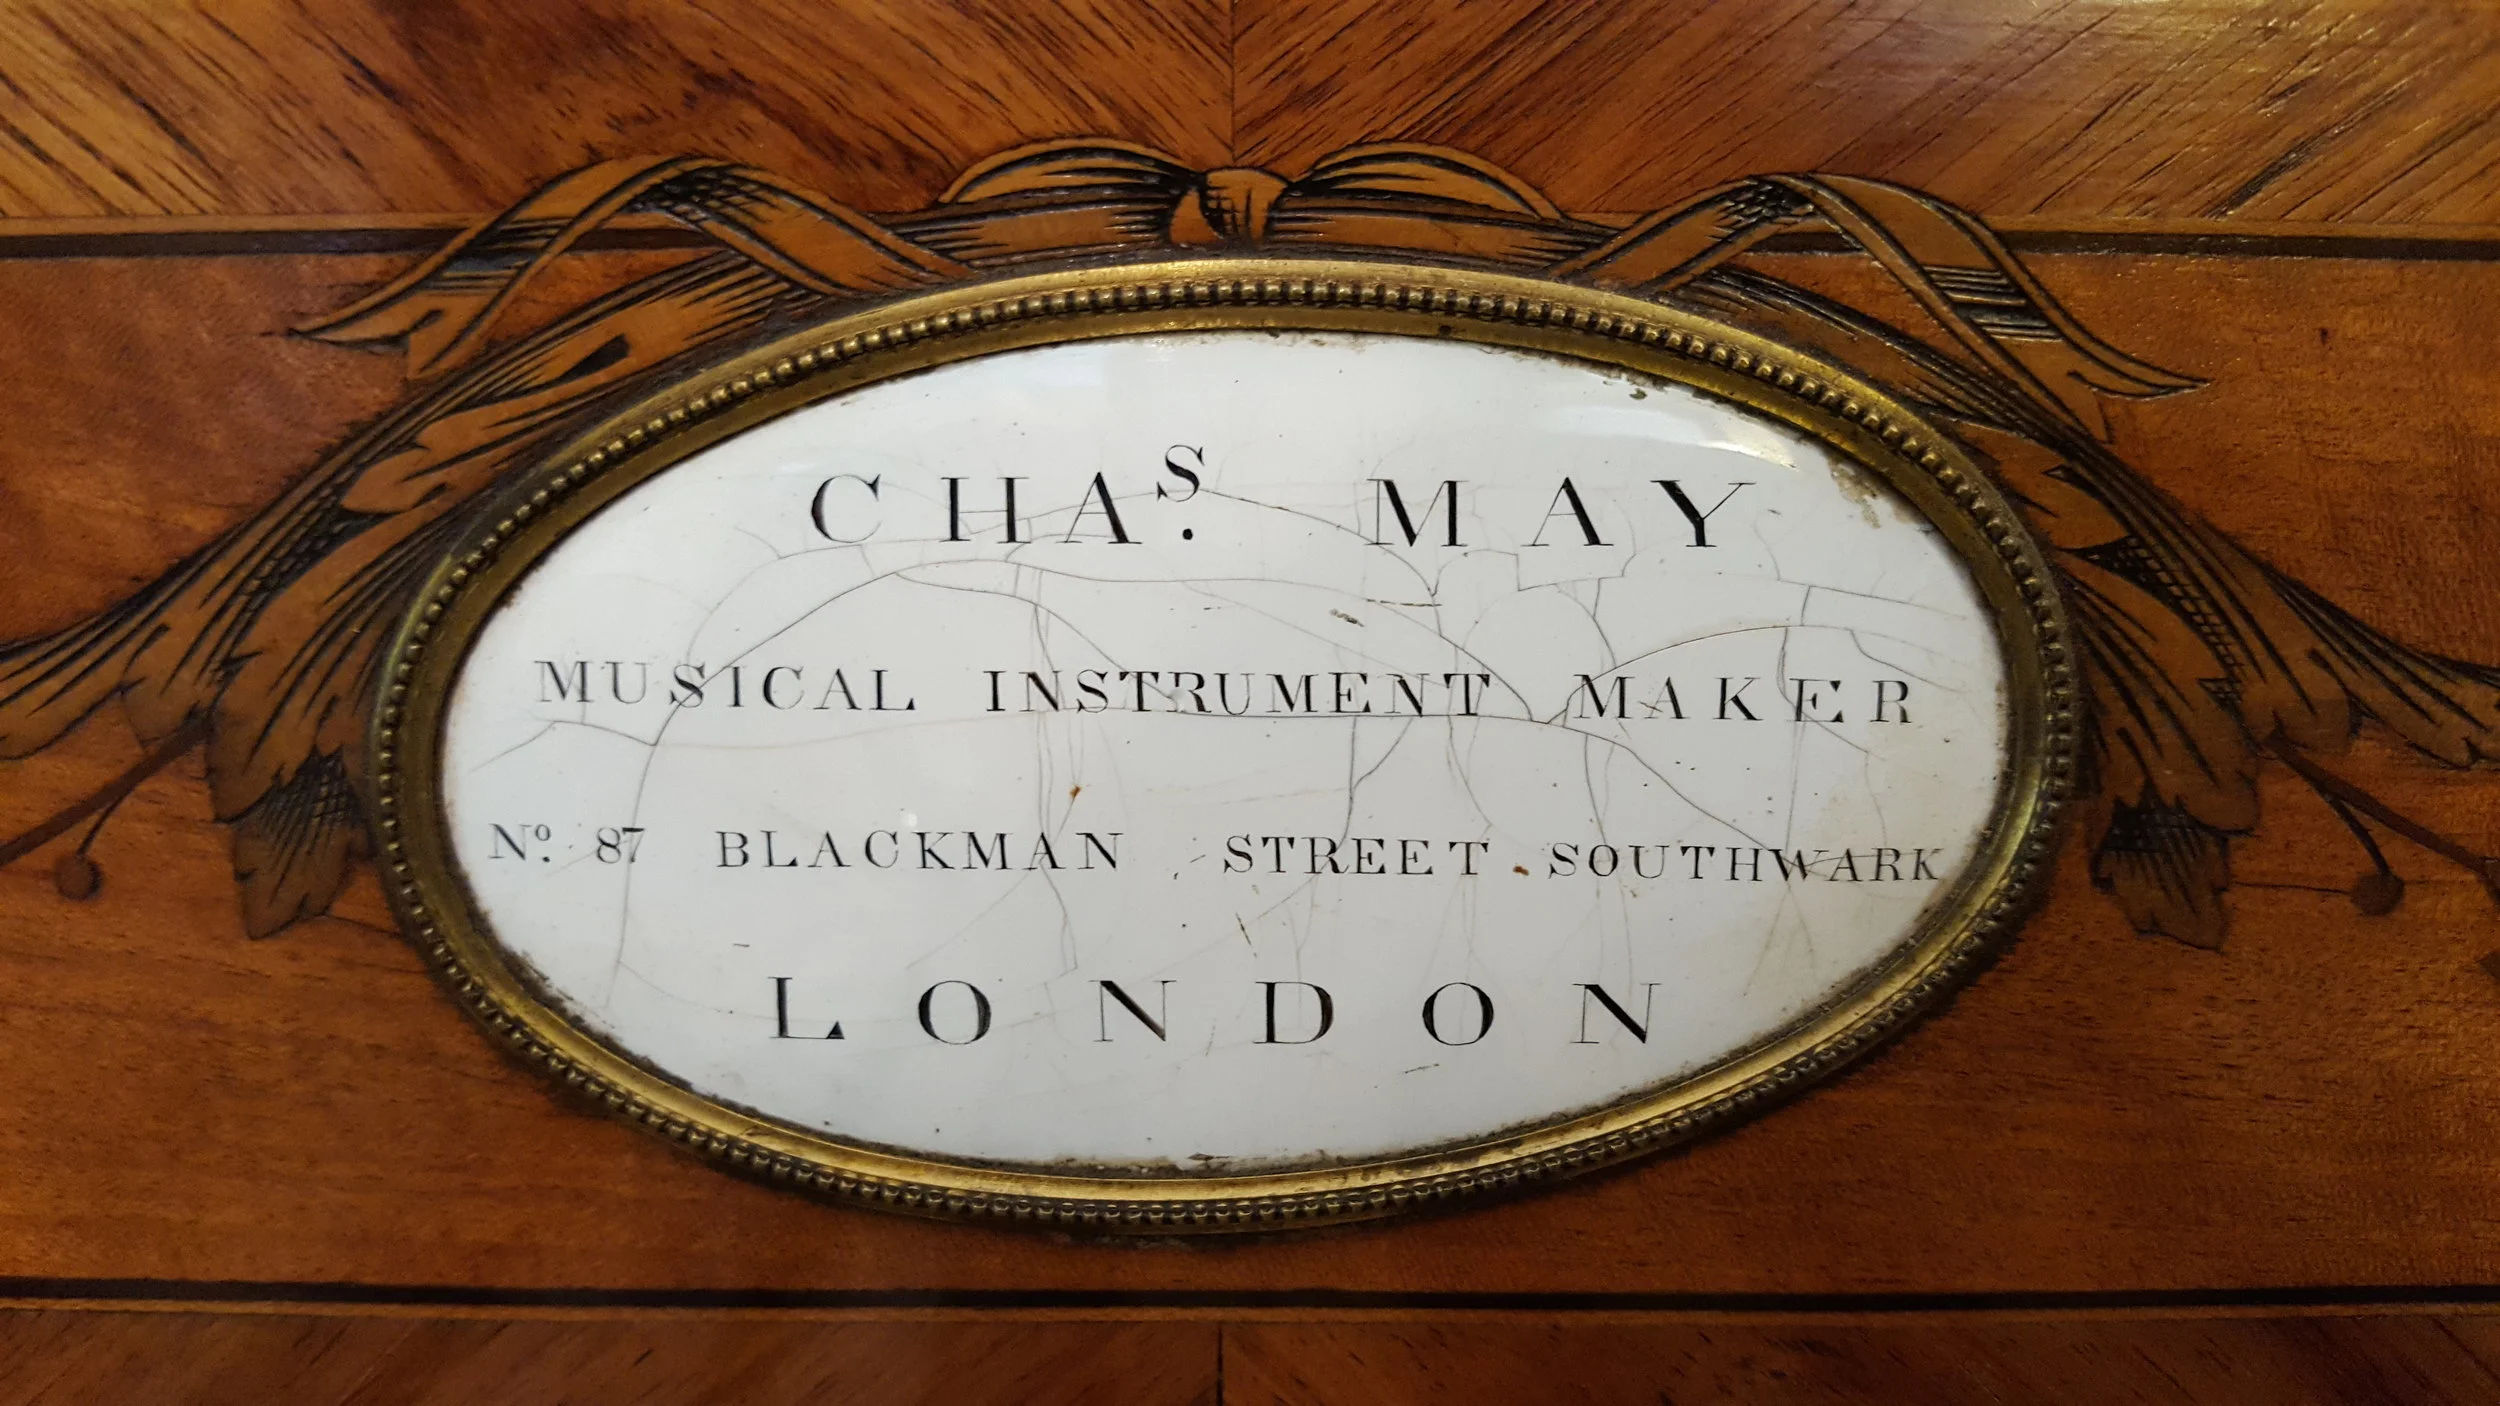 CHAˢ. MAY
MUSICAL INSTRUMENT MAKER
Nº. 87 BLACKMAN STREET SOUTHWARK
LONDON